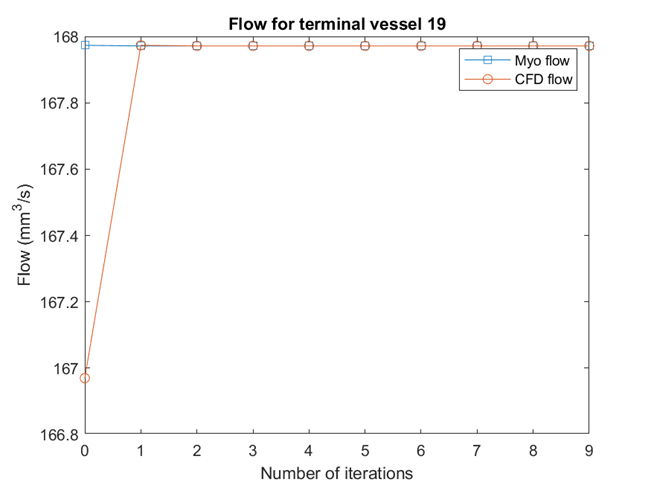 Flow for terminal vessel 19
168
167.8
167.6
167.4
167.2
167
166.8
Flow (mm³/s)
0 1 2 3 4 5 6 7 8 9
Number of iterations
Myo flow
CFD flow